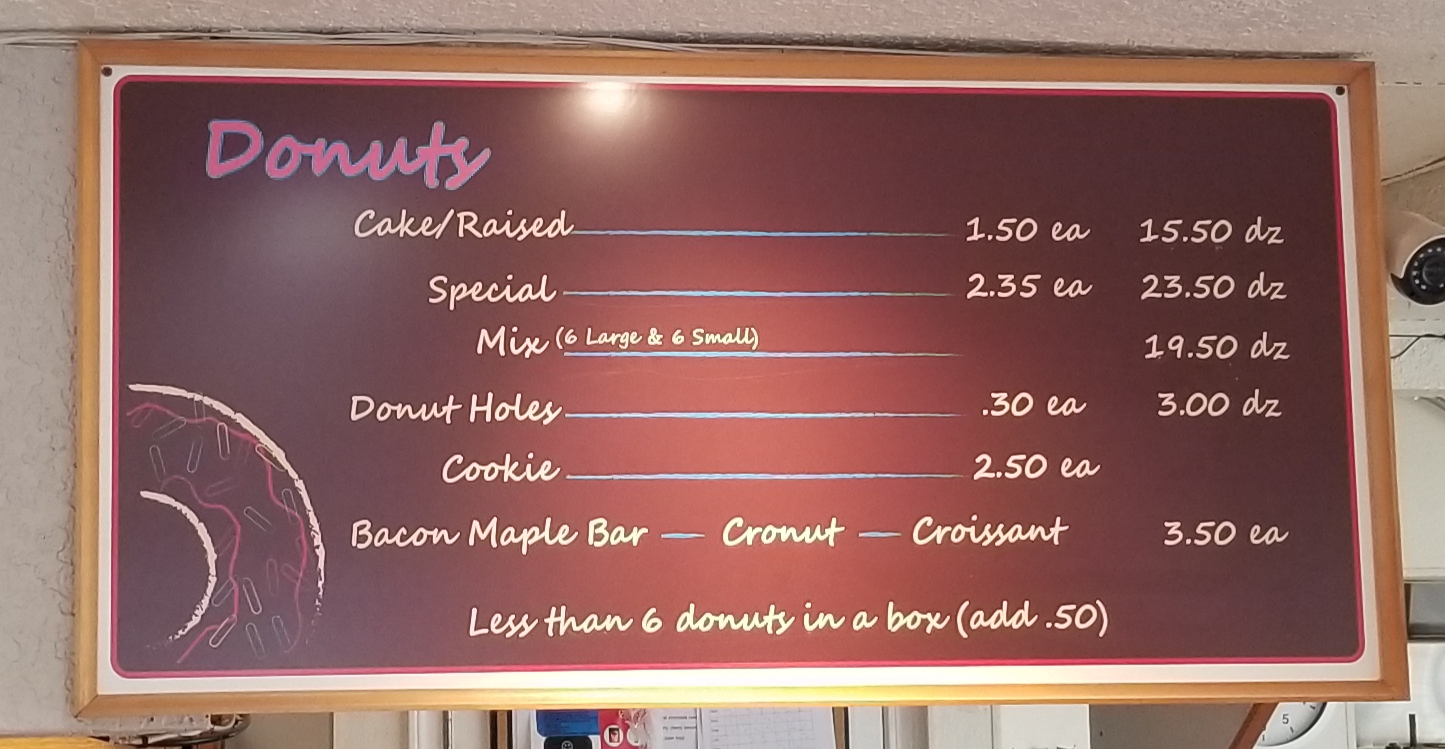 Donuts
Cake/Raised 1.50 ea 15.50 dz
Special 2.35 ea 23.50 dz
Mix (6 Large & 6 Small) 19.50 dz
Donut Holes .30 ea 3.00 dz
Cookie 2.50 ea
Bacon Maple Bar — Cronut — Croissant 3.50 ea
Less than 6 donuts in a box (add .50)
5